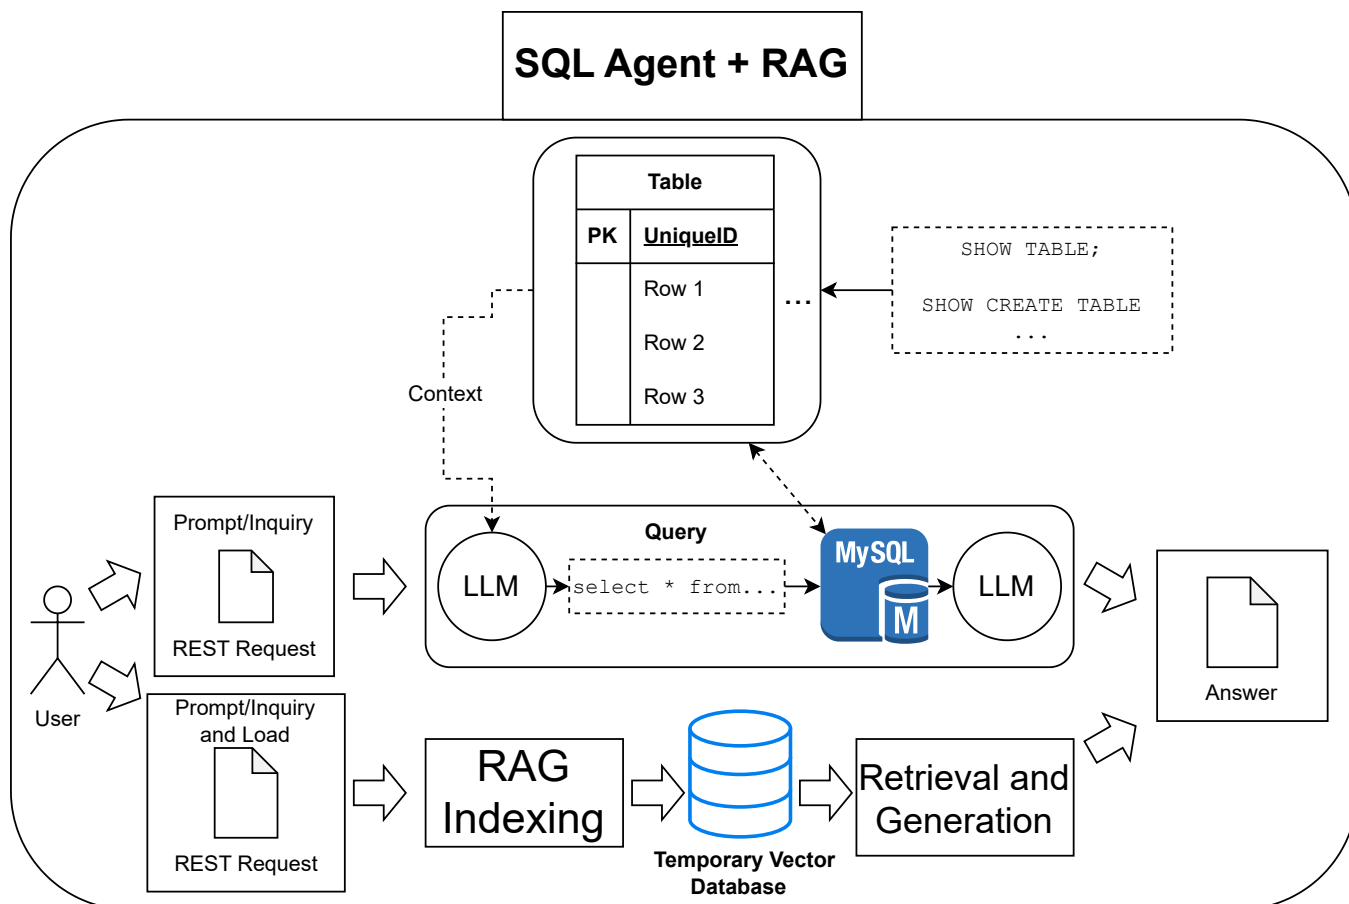 SQL Agent + RAG
Table
PK
UniqueID
Row 1
Row 2
Row 3
...
SHOW TABLE;
SHOW CREATE TABLE
...
Context
Prompt/Inquiry
REST Request
Query
LLM
select * from...
MySQL
M
LLM
User
Answer
Prompt/Inquiry
and Load
REST Request
RAG
Indexing
Temporary Vector
Database
Retrieval and
Generation